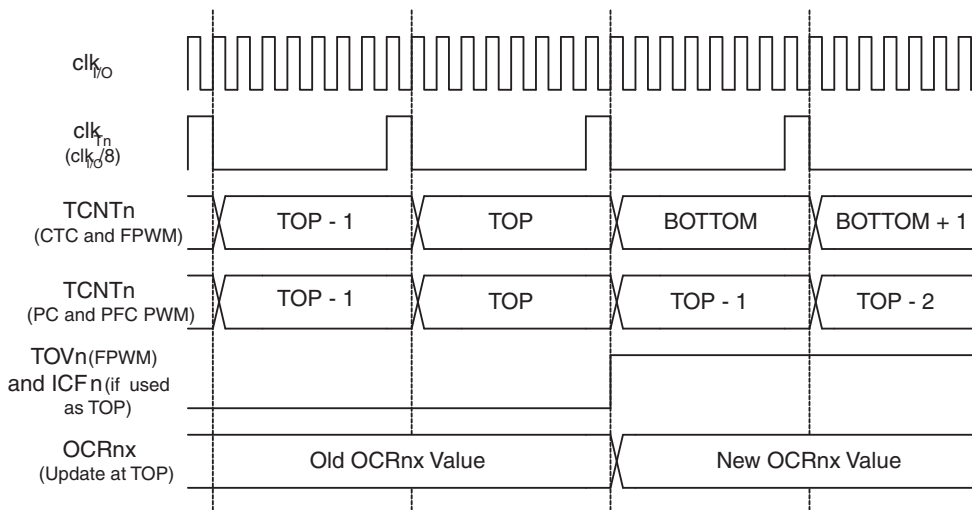 clkI/O
clkTn
(clkI/O/8)
TCNTn
(CTC and FPWM)
TOP - 1
TOP
BOTTOM
BOTTOM + 1
TCNTn
(PC and PFC PWM)
TOP - 1
TOP
TOP - 1
TOP - 2
TOVn (FPWM)
and ICFn (if used
as TOP)
OCRnx
(Update at TOP)
Old OCRnx Value
New OCRnx Value